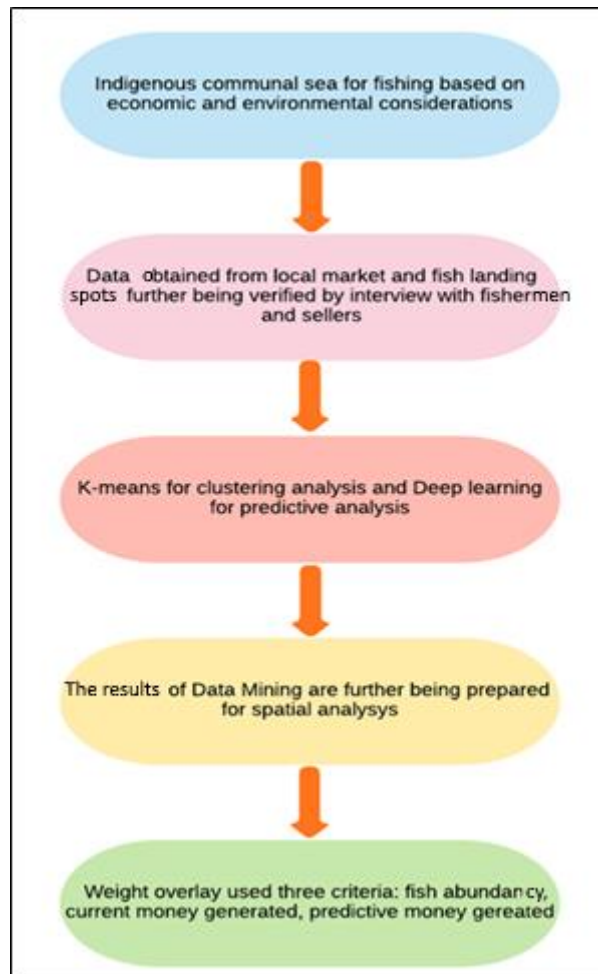 Indigenous communal sea for fishing based on
economic and environmental considerations
Data obtained from local market and fish landing
spots further being verified by interview with fishermen
and sellers
K-means for clustering analysis and Deep learning
for predictive analysis
The results of Data Mining are further being prepared
for spatial analysys
Weight overlay used three criteria: fish abundancy,
current money generated, predictive money gereated